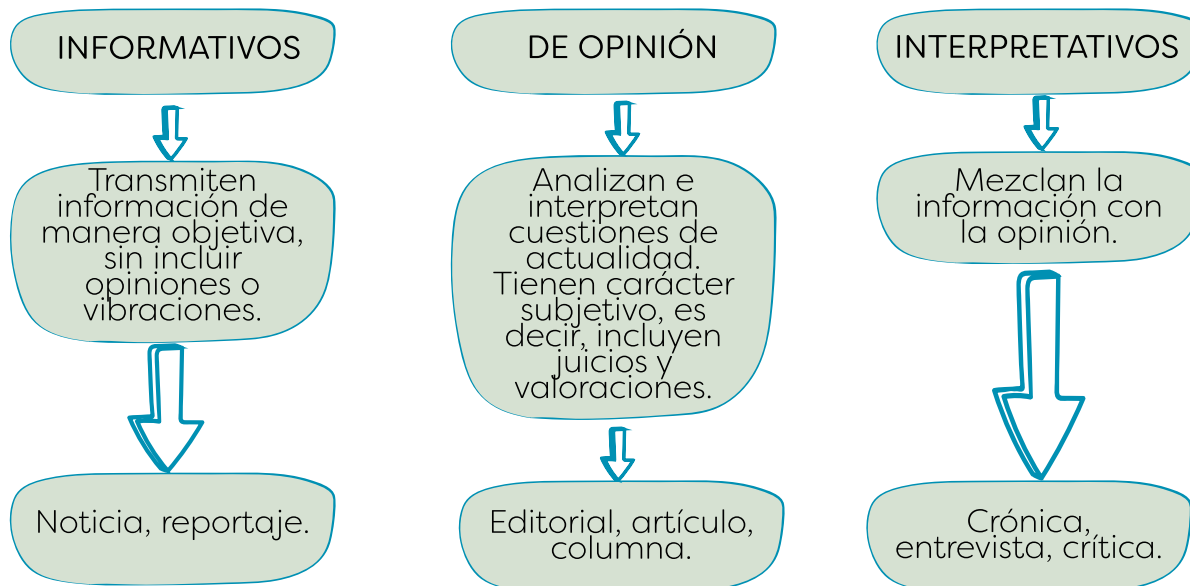 INFORMATIVOS
Transmiten
información de
manera objetiva,
sin incluir
opiniones o
vibraciones.
Noticia, reportaje.
DE OPINIÓN
Analizan e
interpretan
cuestiones de
actualidad.
Tienen carácter
subjetivo, es
decir, incluyen
juicios y
valoraciones.
Editorial, artículo,
columna.
INTERPRETATIVOS
Mezclan la
información con
la opinión.
Crónica,
entrevista, crítica.